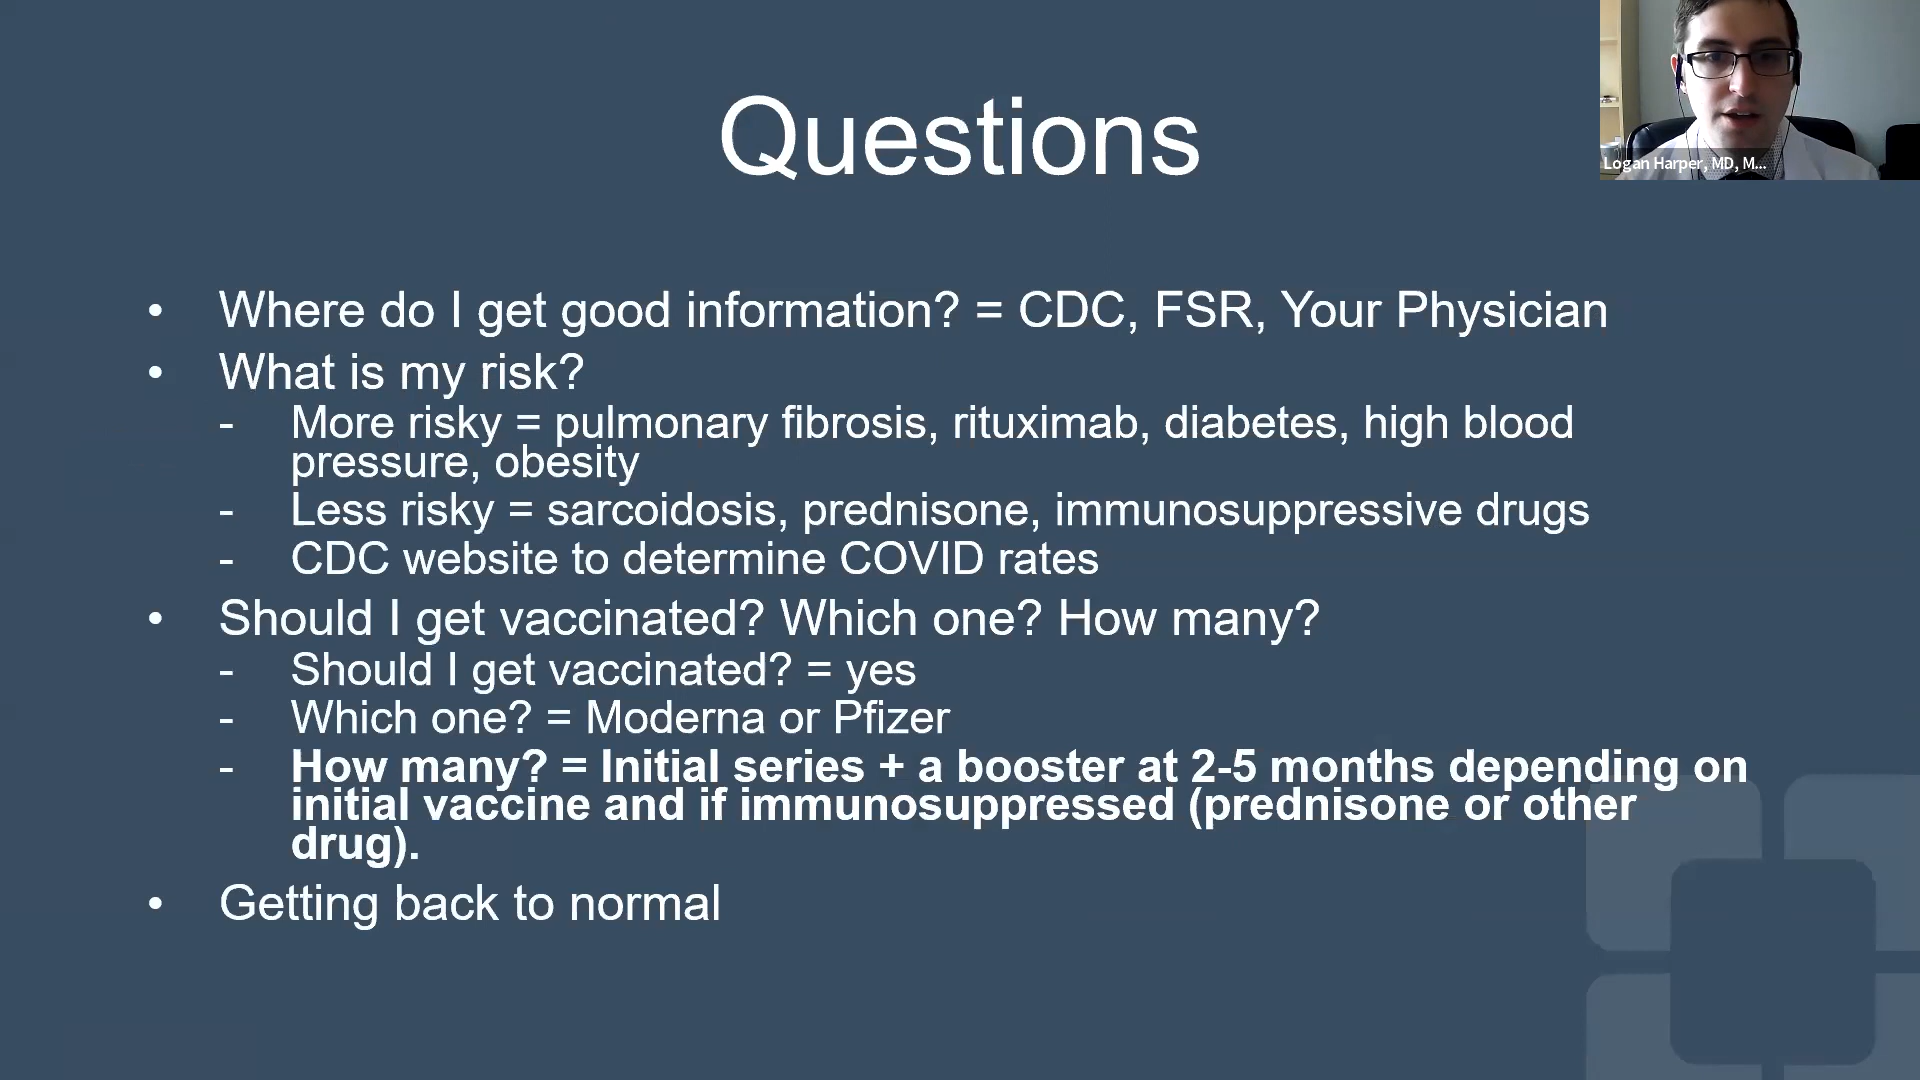 Questions
Logan Harper, MD, M...
• Where do I get good information? = CDC, FSR, Your Physician
• What is my risk?
- More risky = pulmonary fibrosis, rituximab, diabetes, high blood
pressure, obesity
- Less risky = sarcoidosis, prednisone, immunosuppressive drugs
- CDC website to determine COVID rates
• Should I get vaccinated? Which one? How many?
- Should I get vaccinated? = yes
- Which one? = Moderna or Pfizer
- How many? = Initial series + a booster at 2-5 months depending on
initial vaccine and if immunosuppressed (prednisone or other
drug).
• Getting back to normal